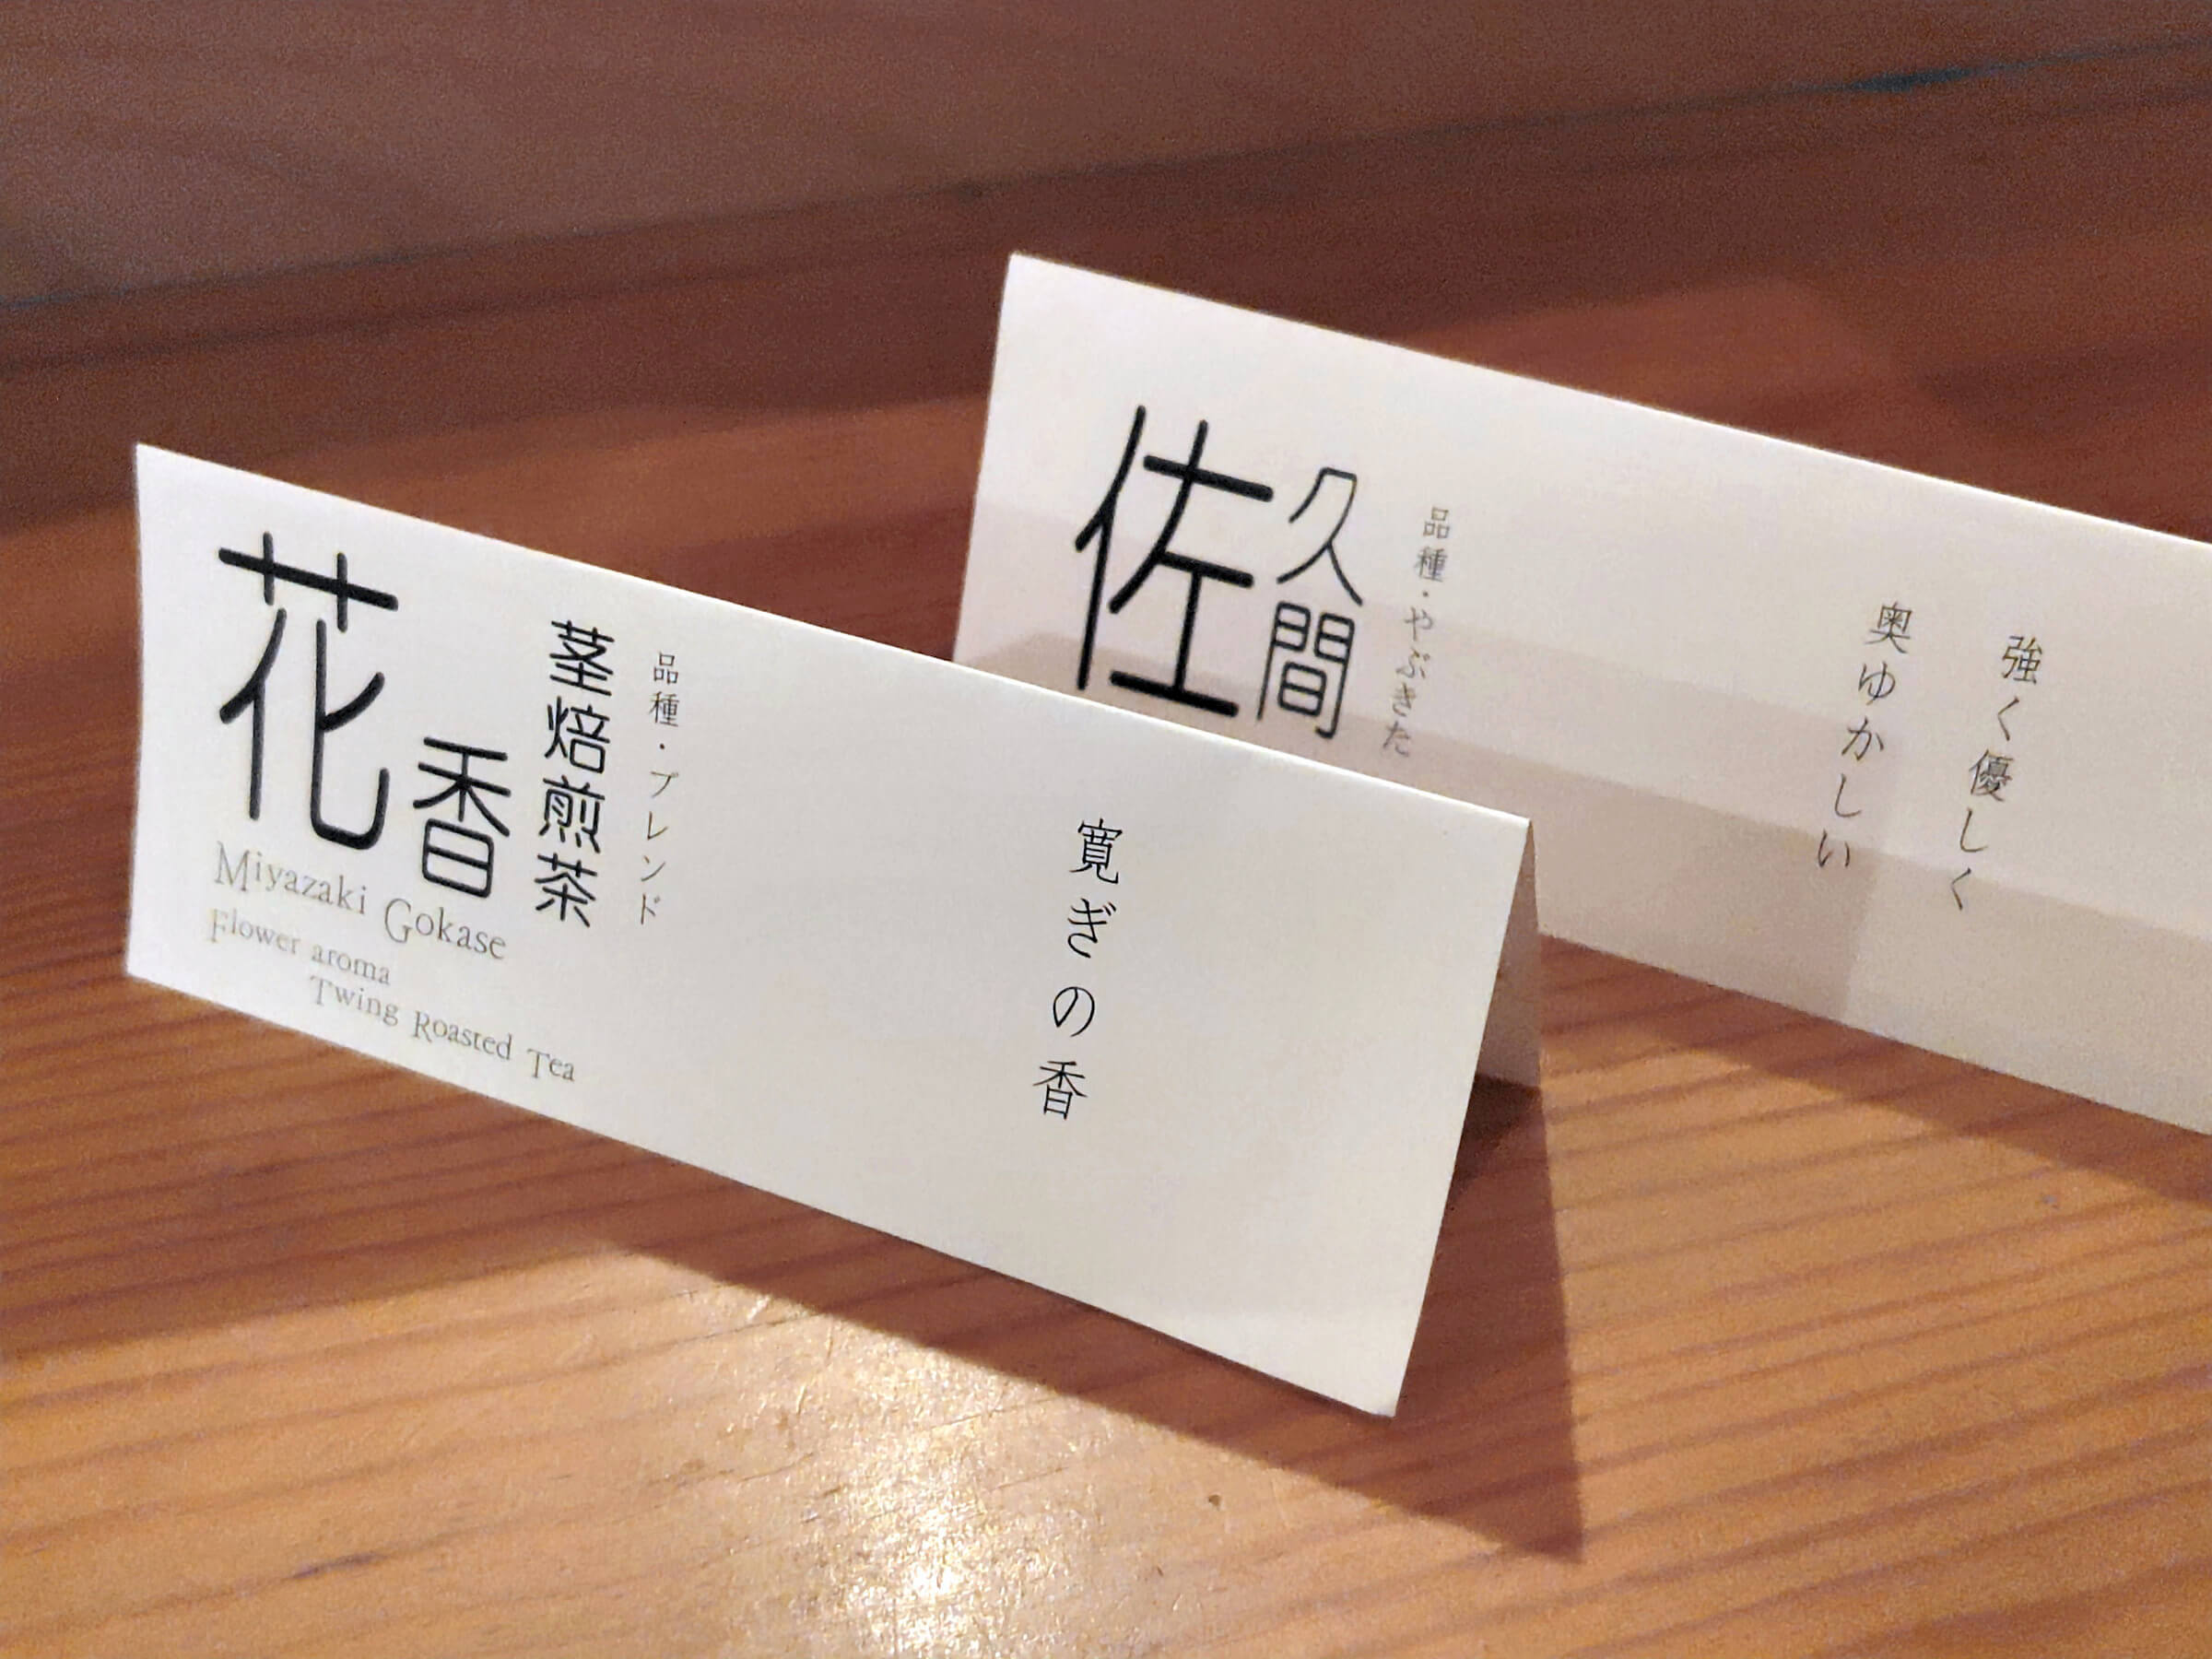 花香
茎焙煎茶
品種・ブレンド
Miyazaki Gokase
Flower aroma
Twing Roasted Tea
寛ぎの香
佐久間
品種・やぶきた
強く優しく
奥ゆかしい